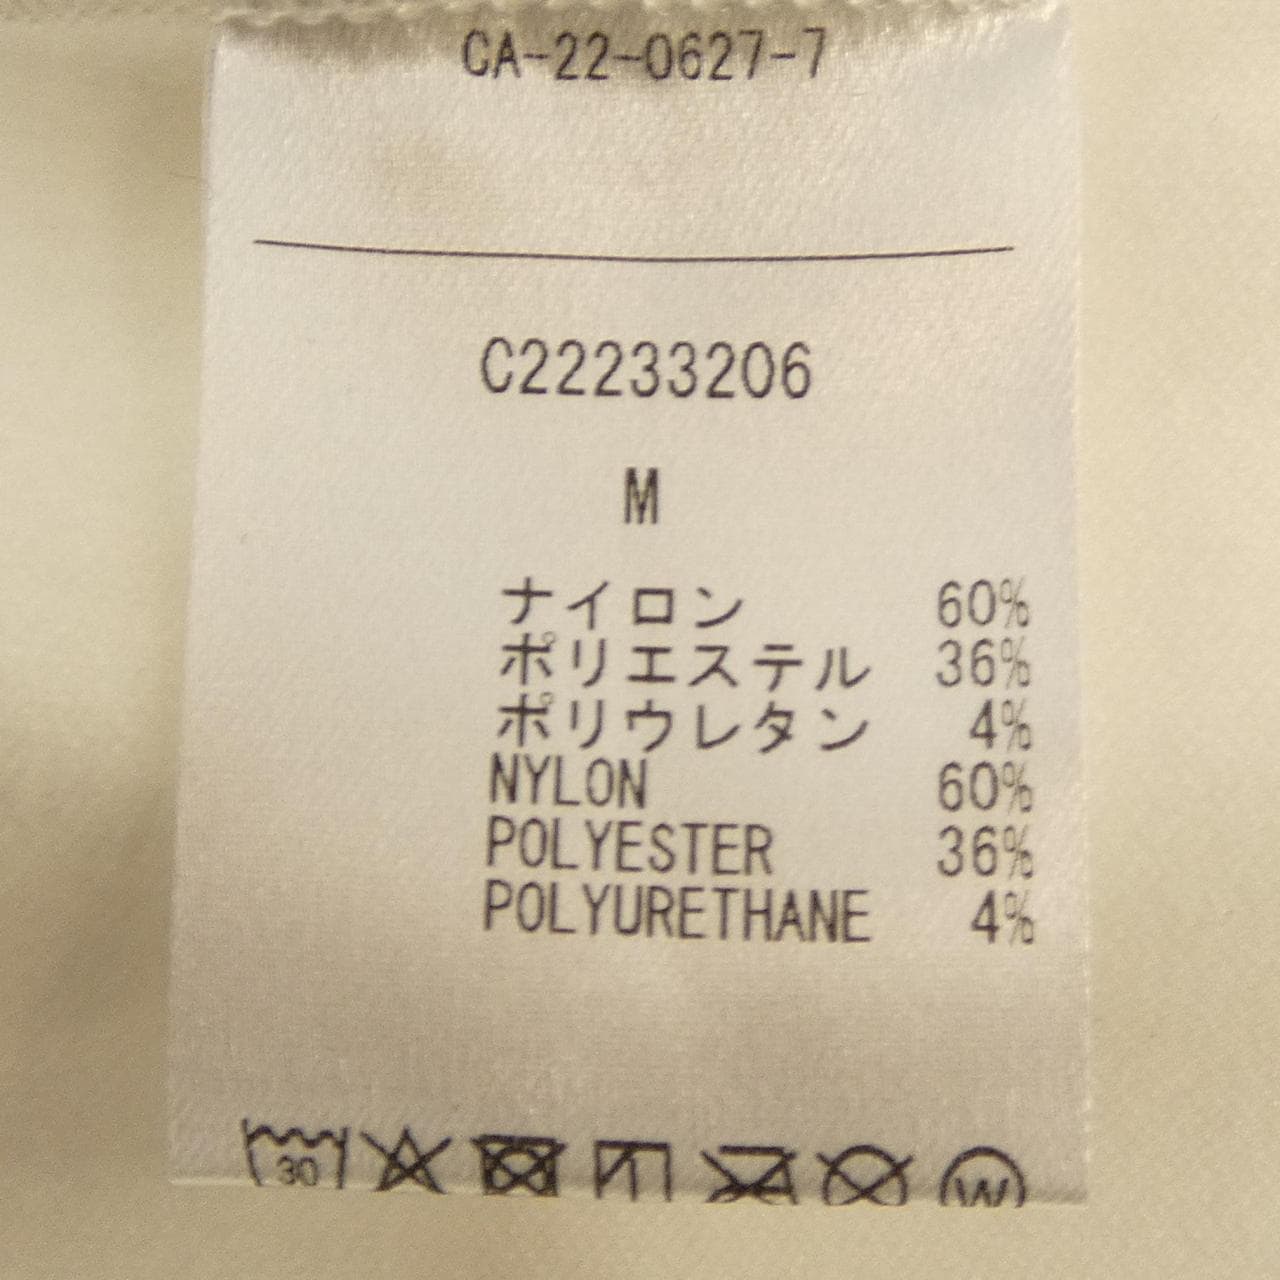 CA-22-0627-7
C22233206
M
ナイロン 60%
ポリエステル 36%
ポリウレタン 4%
NYLON 60%
POLYESTER 36%
POLYURETHANE 4%
30 W